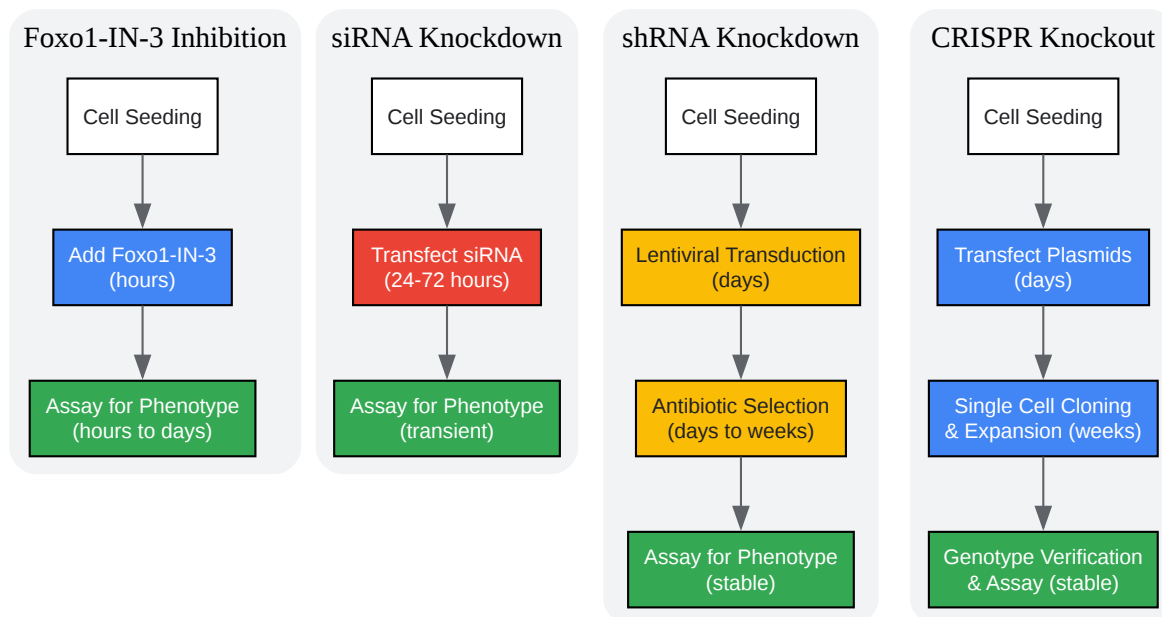 Foxo1-IN-3 Inhibition
Cell Seeding
Add Foxo1-IN-3
(hours)
Assay for Phenotype
(hours to days)
siRNA Knockdown
Cell Seeding
Transfect siRNA
(24-72 hours)
Assay for Phenotype
(transient)
shRNA Knockdown
Cell Seeding
Lentiviral Transduction
(days)
Antibiotic Selection
(days to weeks)
Assay for Phenotype
(stable)
CRISPR Knockout
Cell Seeding
Transfect Plasmids
(days)
Single Cell Cloning
& Expansion (weeks)
Genotype Verification
& Assay (stable)